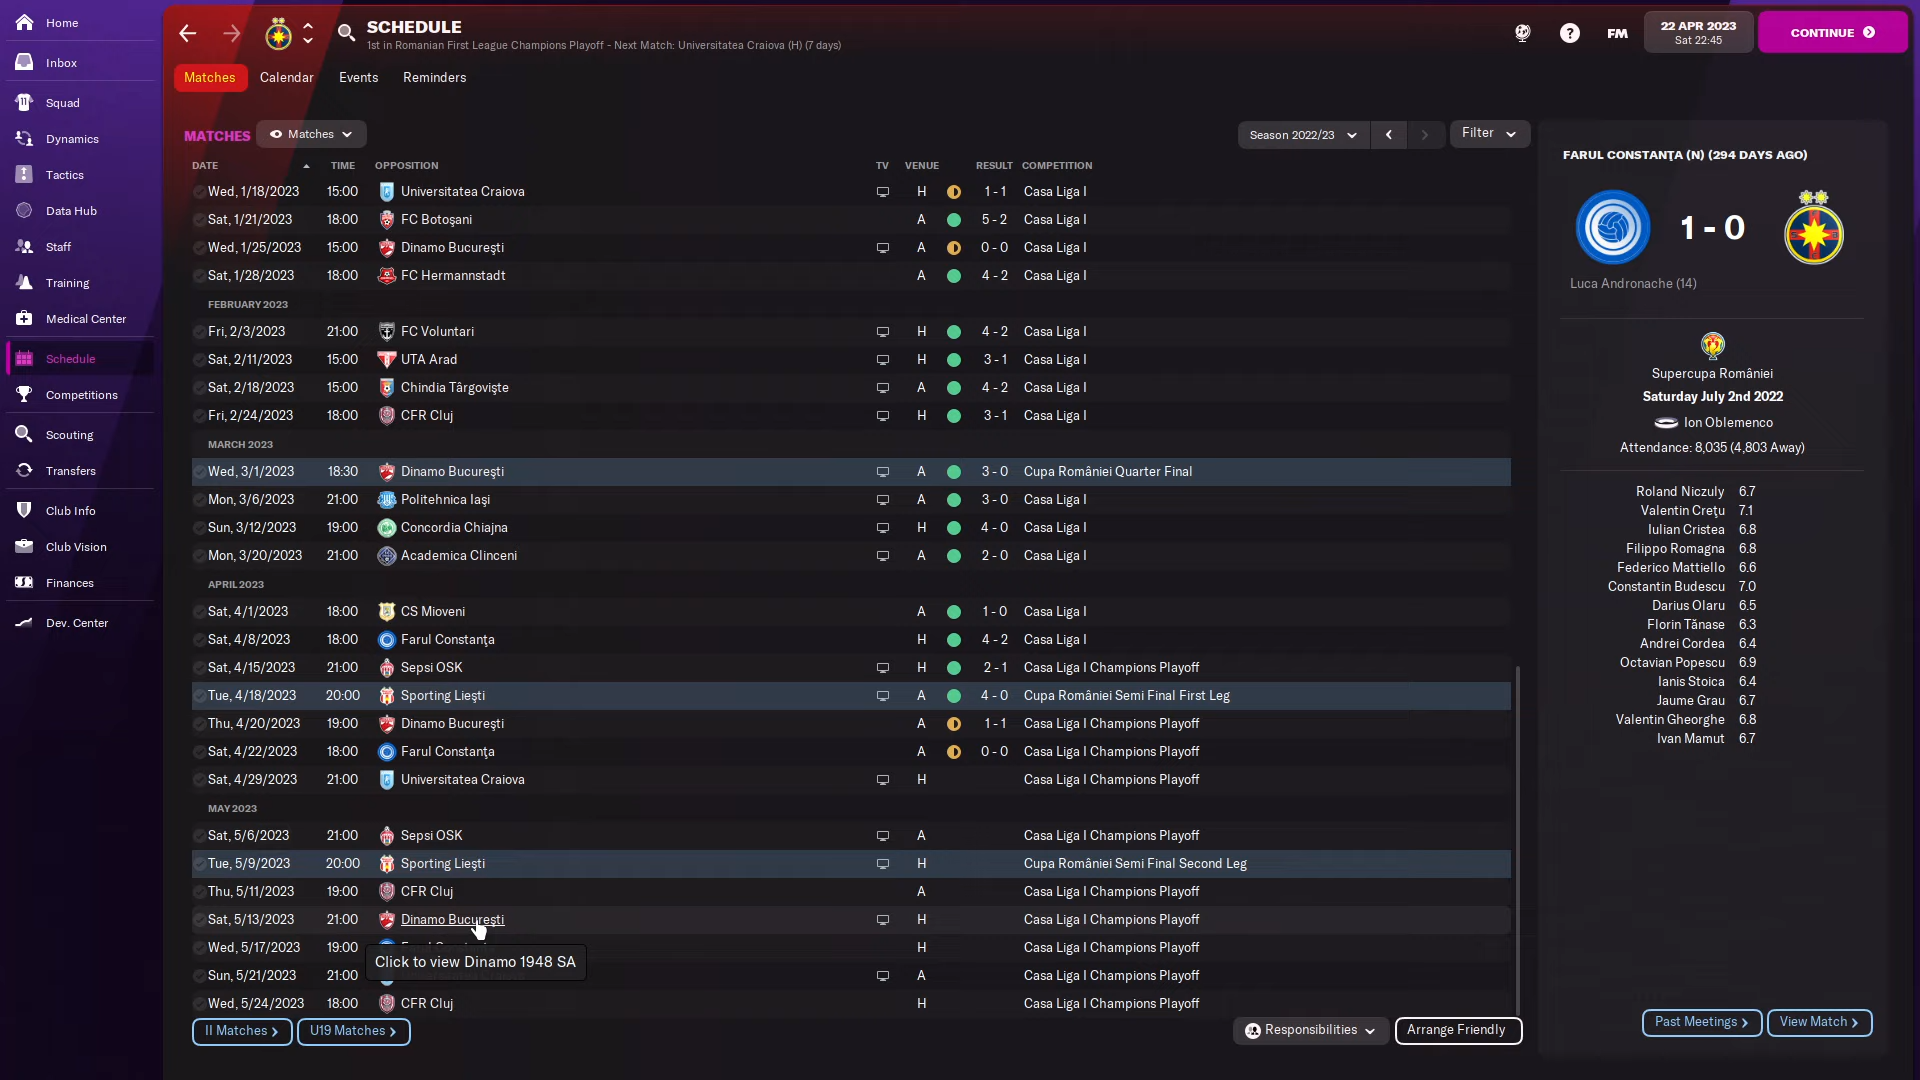 Home
Inbox
Squad
Dynamics
Tactics
Data Hub
Staff
Training
Medical Center
Schedule
Competitions
Scouting
Transfers
Club Info
Club Vision
Finances
Dev. Center
SCHEDULE
1st in Romanian First League Champions Playoff - Next Match: Universitatea Craiova (H) (7 days)
FM
22 APR 2023
Sat 22:45
CONTINUE
Matches Calendar Events Reminders
MATCHES Matches Season 2022/23 Filter
DATE TIME OPPOSITION TV VENUE RESULT COMPETITION
Wed, 1/18/2023 15:00 Universitatea Craiova H 1 - 1 Casa Liga I
Sat, 1/21/2023 18:00 FC Botoşani A 5 - 2 Casa Liga I
Wed, 1/25/2023 15:00 Dinamo Bucureşti A 0 - 0 Casa Liga I
Sat, 1/28/2023 18:00 FC Hermannstadt A 4 - 2 Casa Liga I
FEBRUARY 2023
Fri, 2/3/2023 21:00 FC Voluntari H 4 - 2 Casa Liga I
Sat, 2/11/2023 15:00 UTA Arad H 3 - 1 Casa Liga I
Sat, 2/18/2023 15:00 Chindia Târgovişte A 4 - 2 Casa Liga I
Fri, 2/24/2023 18:00 CFR Cluj H 3 - 1 Casa Liga I
MARCH 2023
Wed, 3/1/2023 18:30 Dinamo Bucureşti A 3 - 0 Cupa României Quarter Final
Mon, 3/6/2023 21:00 Politehnica Iaşi A 3 - 0 Casa Liga I
Sun, 3/12/2023 19:00 Concordia Chiajna H 4 - 0 Casa Liga I
Mon, 3/20/2023 21:00 Academica Clinceni A 2 - 0 Casa Liga I
APRIL 2023
Sat, 4/1/2023 18:00 CS Mioveni A 1 - 0 Casa Liga I
Sat, 4/8/2023 18:00 Farul Constanţa H 4 - 2 Casa Liga I
Sat, 4/15/2023 21:00 Sepsi OSK H 2 - 1 Casa Liga I Champions Playoff
Tue, 4/18/2023 20:00 Sporting Lieşti A 4 - 0 Cupa României Semi Final First Leg
Thu, 4/20/2023 19:00 Dinamo Bucureşti A 1 - 1 Casa Liga I Champions Playoff
Sat, 4/22/2023 18:00 Farul Constanţa A 0 - 0 Casa Liga I Champions Playoff
Sat, 4/29/2023 21:00 Universitatea Craiova H Casa Liga I Champions Playoff
MAY 2023
Sat, 5/6/2023 21:00 Sepsi OSK A Casa Liga I Champions Playoff
Tue, 5/9/2023 20:00 Sporting Lieşti H Cupa României Semi Final Second Leg
Thu, 5/11/2023 19:00 CFR Cluj A Casa Liga I Champions Playoff
Sat, 5/13/2023 21:00 Dinamo Bucureşti H Casa Liga I Champions Playoff
Wed, 5/17/2023 19:00 H Casa Liga I Champions Playoff
Click to view Dinamo 1948 SA
Sun, 5/21/2023 21:00 A Casa Liga I Champions Playoff
Wed, 5/24/2023 18:00 CFR Cluj H Casa Liga I Champions Playoff
II Matches U19 Matches Responsibilities Arrange Friendly
FARUL CONSTANŢA (N) (294 DAYS AGO)
1 - 0
Luca Andronache (14)
Supercupa României
Saturday July 2nd 2022
Ion Oblemenco
Attendance: 8,035 (4,803 Away)
Roland Niczuly 6.7
Valentin Creţu 7.1
Iulian Cristea 6.8
Filippo Romagna 6.8
Federico Mattiello 6.6
Constantin Budescu 7.0
Darius Olaru 6.5
Florin Tănase 6.3
Andrei Cordea 6.4
Octavian Popescu 6.9
Ianis Stoica 6.4
Jaume Grau 6.7
Valentin Gheorghe 6.8
Ivan Mamut 6.7
Past Meetings View Match